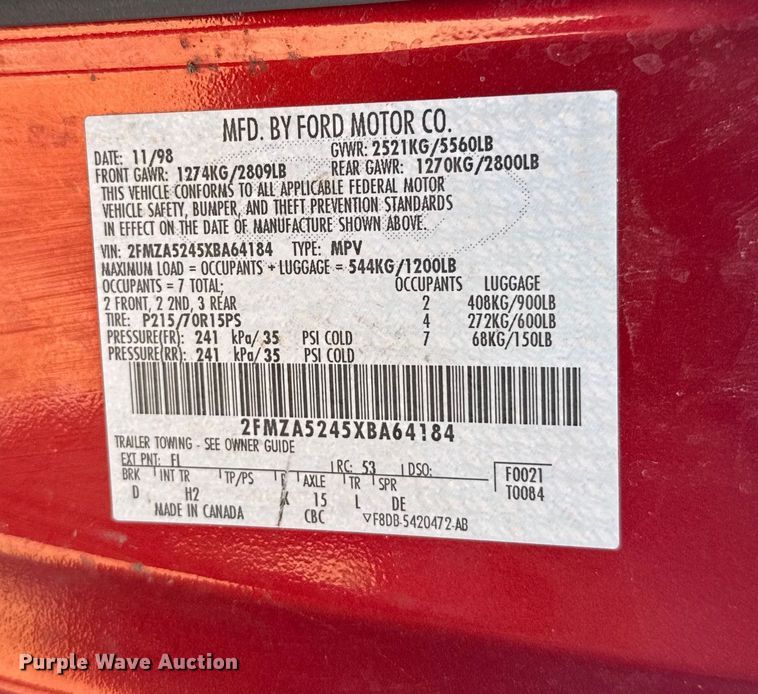 MFD. BY FORD MOTOR CO.
DATE: 11/98 GVWR: 2521KG/5560LB
FRONT GAWR: 1274KG/2809LB REAR GAWR: 1270KG/2800LB
THIS VEHICLE CONFORMS TO ALL APPLICABLE FEDERAL MOTOR
VEHICLE SAFETY, BUMPER, AND THEFT PREVENTION STANDARDS
IN EFFECT ON THE DATE OF MANUFACTURE SHOWN ABOVE.
VIN: 2FMZA5245XBA64184 TYPE: MPV
MAXIMUM LOAD = OCCUPANTS + LUGGAGE = 544KG/1200LB
OCCUPANTS = 7 TOTAL; OCCUPANTS LUGGAGE
2 FRONT, 2 2ND, 3 REAR 2 408KG/900LB
TIRE: P215/70R15PS 4 272KG/600LB
PRESSURE(FR): 241 kPa/35 PSI COLD 7 68KG/150LB
PRESSURE(RR): 241 kPa/35 PSI COLD
2FMZA5245XBA64184
TRAILER TOWING - SEE OWNER GUIDE
EXT PNT: FL RC: 53 DSO: F0021
BRK INT TR TP/PS AXLE TR SPR T0084
D H2 15 L DE
MADE IN CANADA CBC ▽F8DB-5420472-AB
Purple Wave Auction